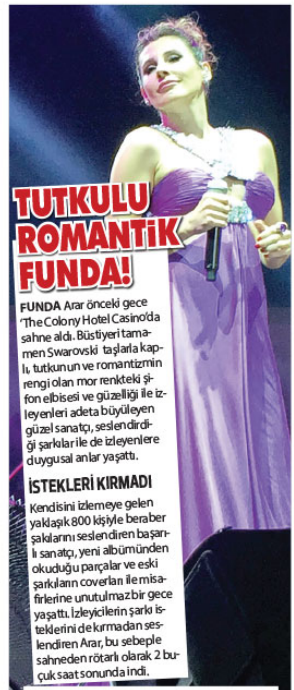 TUTKULU
ROMANTİK
FUNDA!
FUNDA Arar önceki gece
'The Colony Hotel Casino'da
sahne aldı. Büstiyeri tama-
men Swarovski taşlarla kap-
lı, tutkunun ve romantizmin
rengi olan mor renkteki şi-
fon elbisesi ve güzelliği ile iz-
leyenleri adeta büyüleyen
güzel sanatçı, seslendirdi-
ği şarkılar ile de izleyenlere
duygusal anlar yaşattı.
İSTEKLERİ KIRMADI
Kendisini izlemeye gelen
yaklaşık 800 kişiyle beraber
şakılarını seslendiren başarı-
lı sanatçı, yeni albümünden
okuduğu parçalar ve eski
şarkıların coverları ile misa-
firlerine unutulmaz bir gece
yaşattı. İzleyicilerin şarkı is-
teklerini de kırmadan ses-
lendiren Arar, bu sebeple
sahneden rötarlı olarak 2 bu-
çuk saat sonunda indi.